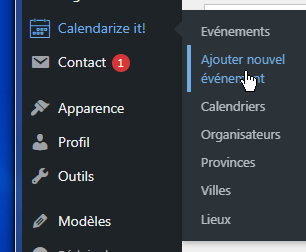 Calendarize it!
Contact 1
Apparence
Profil
Outils
Modèles
Evénements
Ajouter nouvel
événement
Calendriers
Organisateurs
Provinces
Villes
Lieux